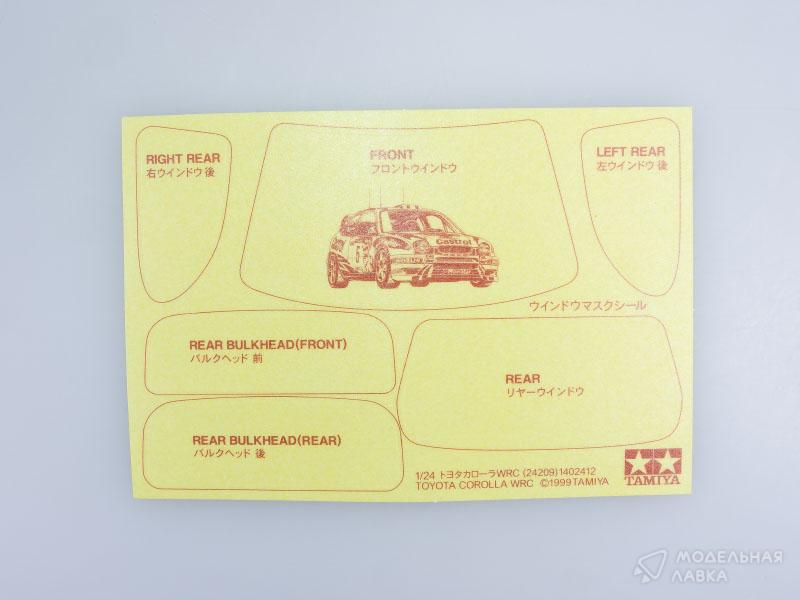 RIGHT REAR
右ウインドウ後
FRONT
フロントウインドウ
LEFT REAR
左ウインドウ後
Castrol
ウインドウマスクシール
REAR BULKHEAD(FRONT)
バルクヘッド 前
REAR
リヤーウインドウ
REAR BULKHEAD(REAR)
バルクヘッド 後
1/24 トヨタカローラWRC (24209)1402412
TOYOTA COROLLA WRC ©1999TAMIYA
TAMIYA
МОДЕЛЬНАЯ
ЛАВКА